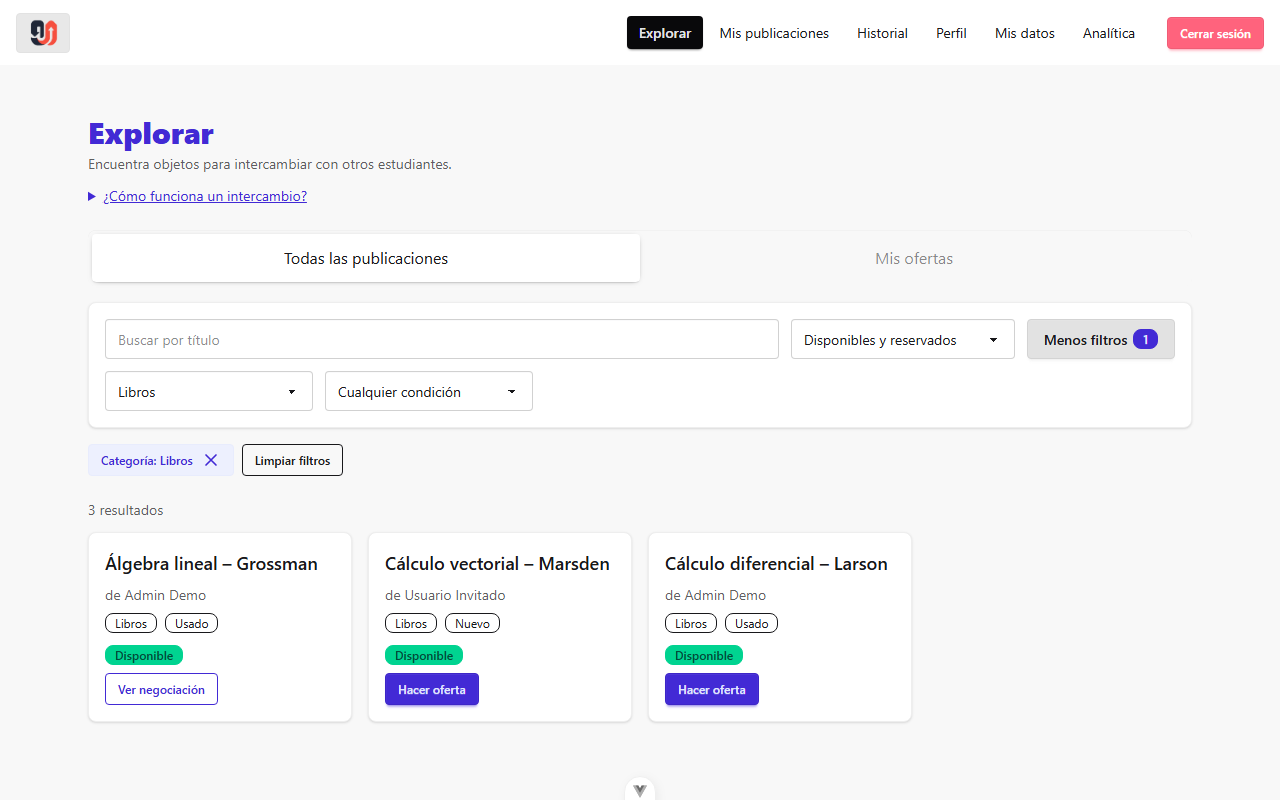 Explorar
Mis publicaciones
Historial
Perfil
Mis datos
Analítica
Cerrar sesión
Explorar
Encuentra objetos para intercambiar con otros estudiantes.
¿Cómo funciona un intercambio?
Todas las publicaciones
Mis ofertas
Buscar por título
Disponibles y reservados
Menos filtros 1
Libros
Cualquier condición
Categoría: Libros
Limpiar filtros
3 resultados
Álgebra lineal – Grossman
de Admin Demo
Libros
Usado
Disponible
Ver negociación
Cálculo vectorial – Marsden
de Usuario Invitado
Libros
Nuevo
Disponible
Hacer oferta
Cálculo diferencial – Larson
de Admin Demo
Libros
Usado
Disponible
Hacer oferta